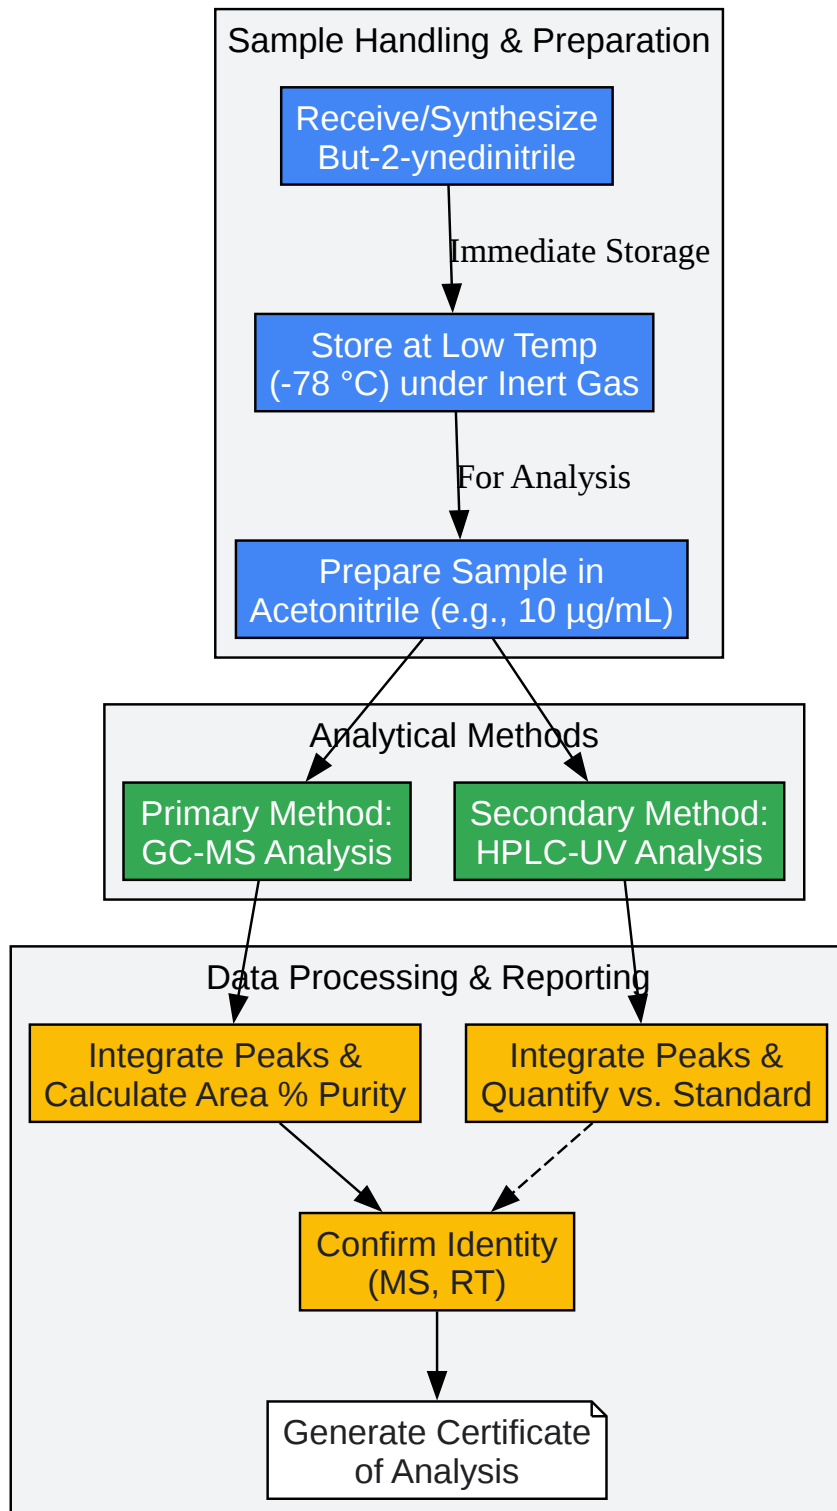 Sample Handling & Preparation
Receive/Synthesize
But-2-ynedinitrile
Immediate Storage
Store at Low Temp
(-78 °C) under Inert Gas
For Analysis
Prepare Sample in
Acetonitrile (e.g., 10 µg/mL)
Analytical Methods
Primary Method:
GC-MS Analysis
Secondary Method:
HPLC-UV Analysis
Data Processing & Reporting
Integrate Peaks &
Calculate Area % Purity
Integrate Peaks &
Quantify vs. Standard
Confirm Identity
(MS, RT)
Generate Certificate
of Analysis